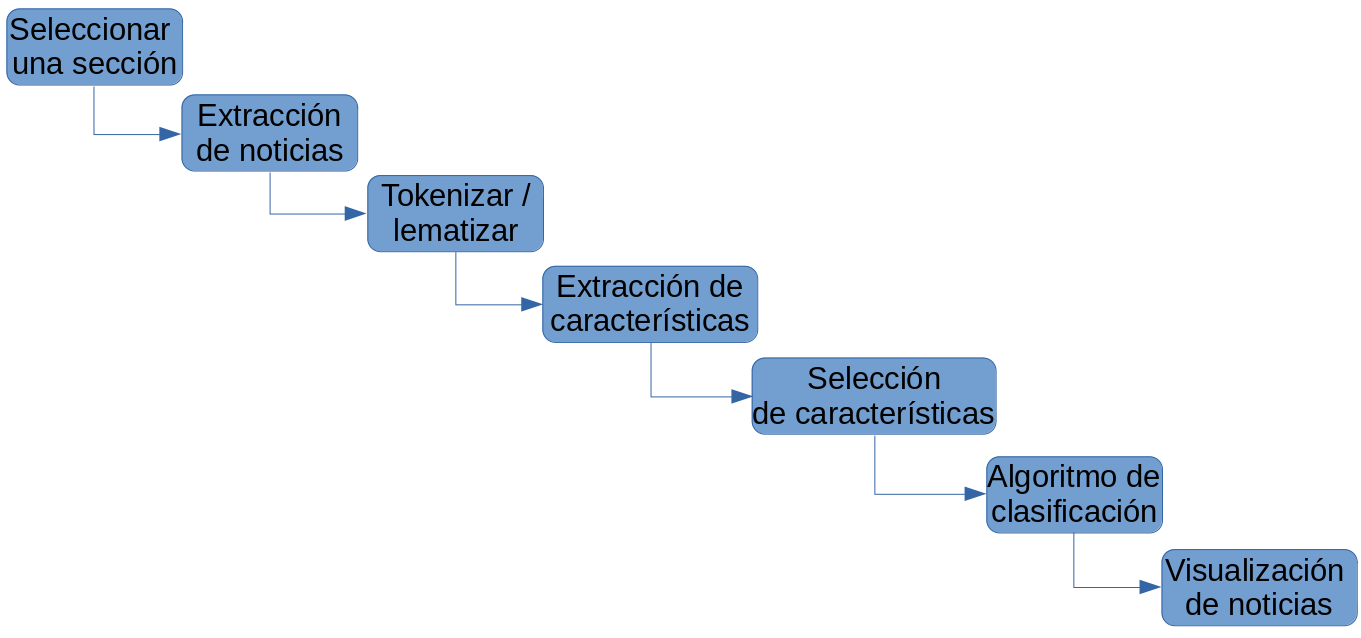 Seleccionar
una sección
Extracción
de noticias
Tokenizar /
lematizar
Extracción de
características
Selección
de características
Algoritmo de
clasificación
Visualización
de noticias